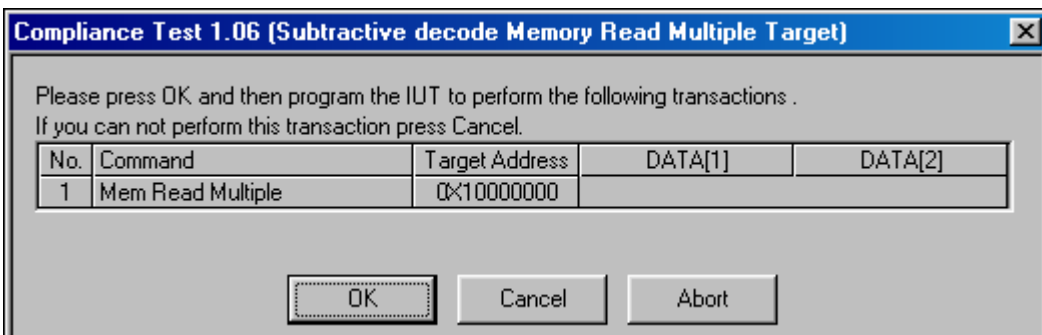 Compliance Test 1.06 (Subtractive decode Memory Read Multiple Target)
Please press OK and then program the IUT to perform the following transactions .
If you can not perform this transaction press Cancel.
No. Command Target Address DATA[1] DATA[2]
1 Mem Read Multiple 0X10000000
OK Cancel Abort